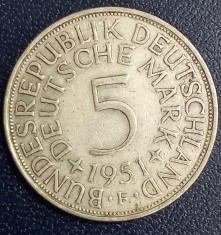 BUNDESREPUBLIK DEUTSCHLAND
DEUTSCHE MARK
5
1951
F